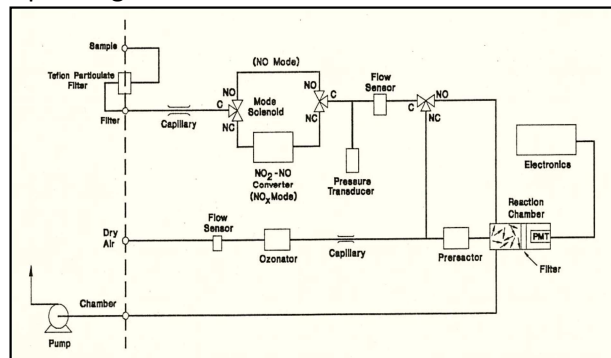 Sample
Teflon Particulate
Filter
Filter
Capillary
(NO Mode)
NO
NO
C
Mode
Solenoid
C
NC
NC
NO₂-NO
Converter
(NOₓ Mode)
Pressure
Transducer
Flow
Sensor
C
NO
NC
Electronics
Reaction
Chamber
PMT
Filter
Dry
Air
Flow
Sensor
Ozonator
Capillary
Prereactor
Chamber
Pump